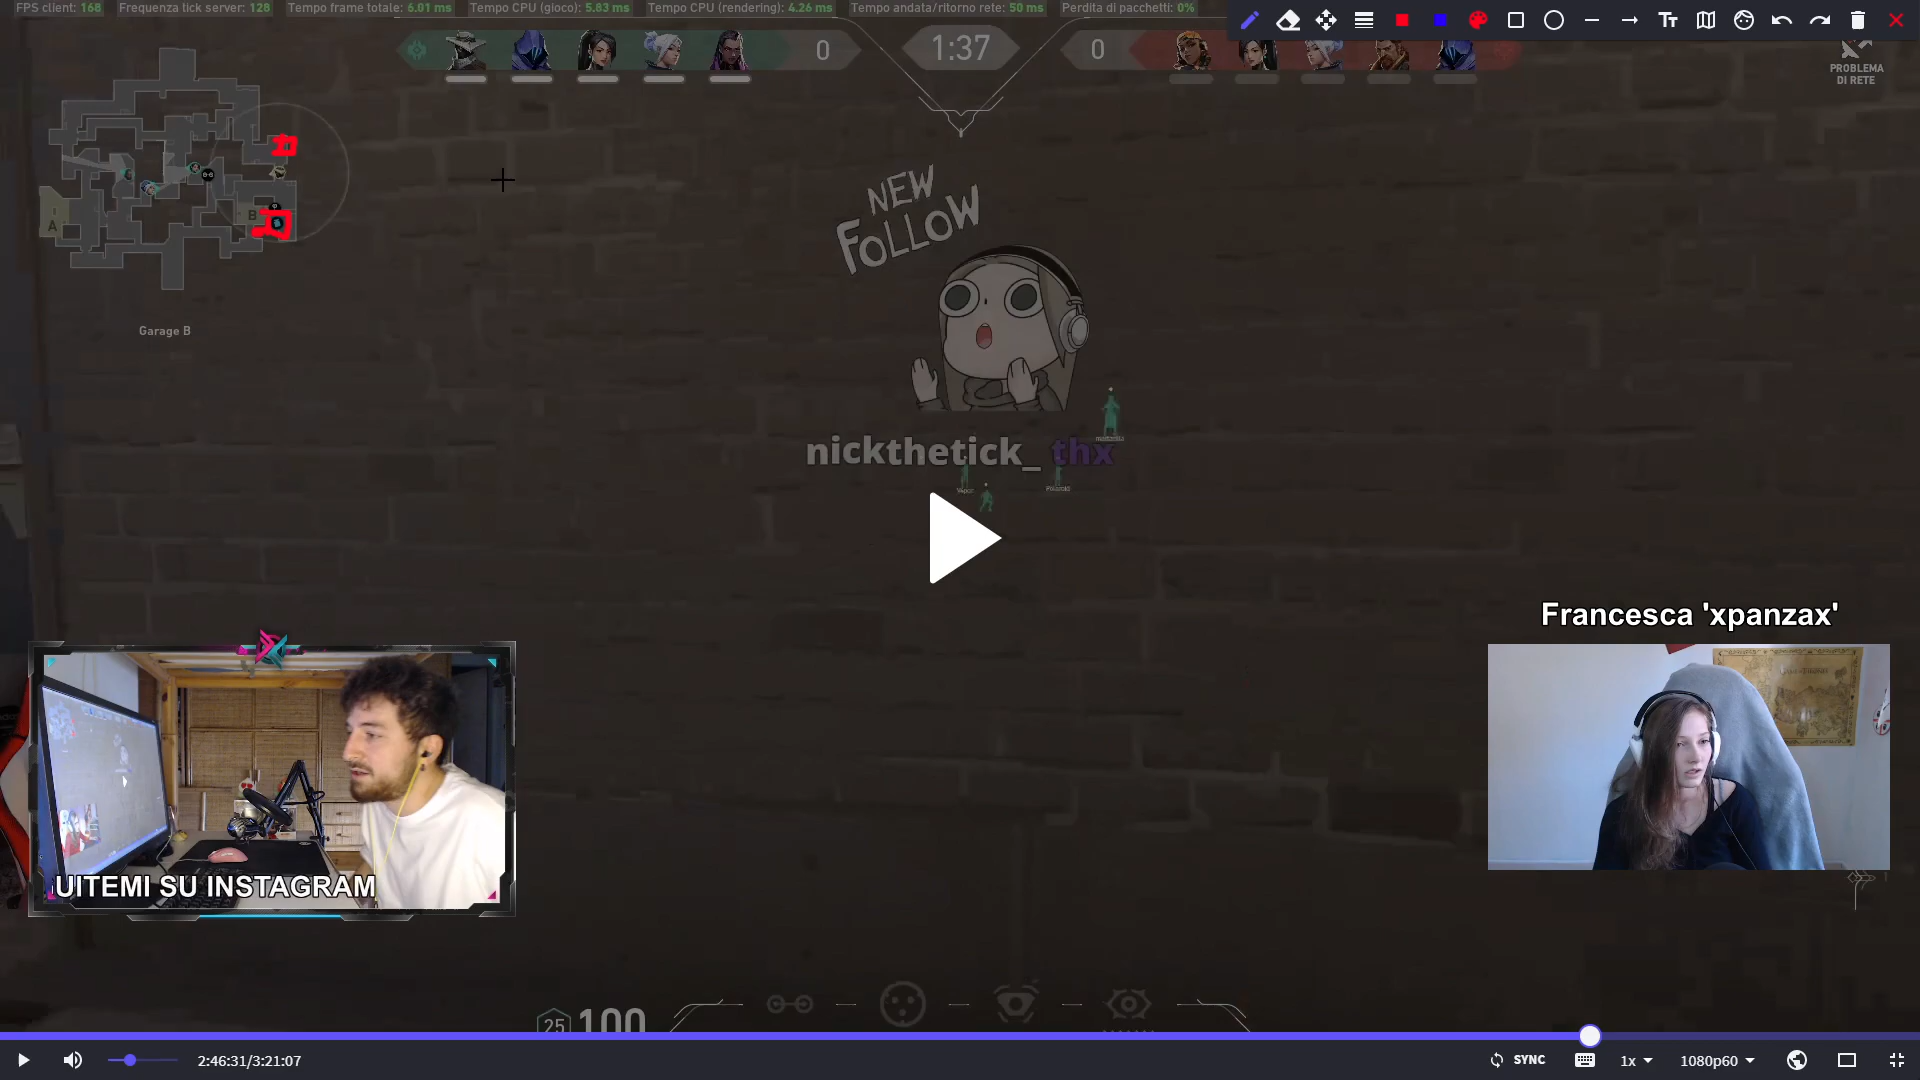 FPS client: 168 Frequenza tick server: 128 Tempo frame totale: 6.01 ms Tempo CPU (gioco): 5.83 ms Tempo CPU (rendering): 4.26 ms Tempo andata/ritorno rete: 50 ms Perdita di pacchetti: 0%
0 1:37 0
PROBLEMA
DI RETE
Tr
A
B
Garage B
NEW
FOLLOW
nickthetick_ thx
Francesca 'xpanzax'
UITEMI SU INSTAGRAM
25 100
2:46:31/3:21:07
SYNC
1x
1080p60